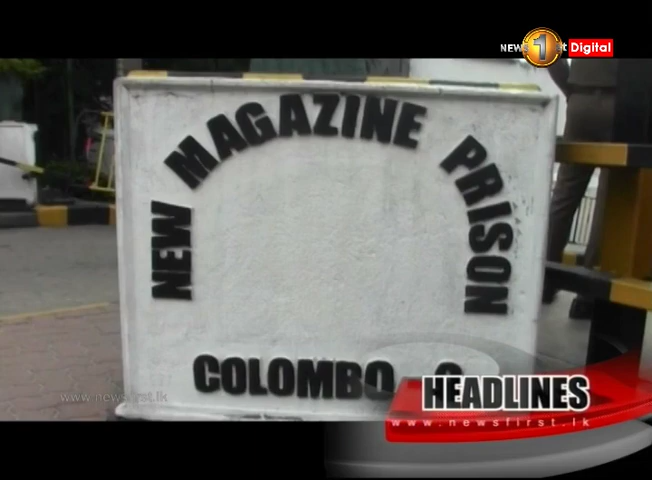 NEWS 1st Digital
NEW MAGAZINE PRISON
COLOMBO
HEADLINES
www.newsfirst.lk
www.newsfirst.lk